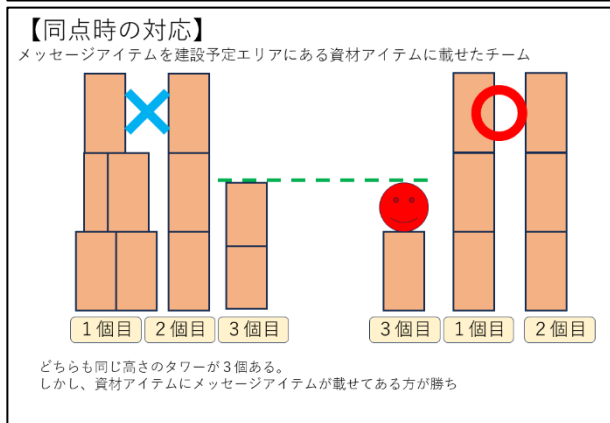 【同点時の対応】
メッセージアイテムを建設予定エリアにある資材アイテムに載せたチーム
1個目 2個目 3個目 3個目 1個目 2個目
どちらも同じ高さのタワーが3個ある。
しかし、資材アイテムにメッセージアイテムが載せてある方が勝ち